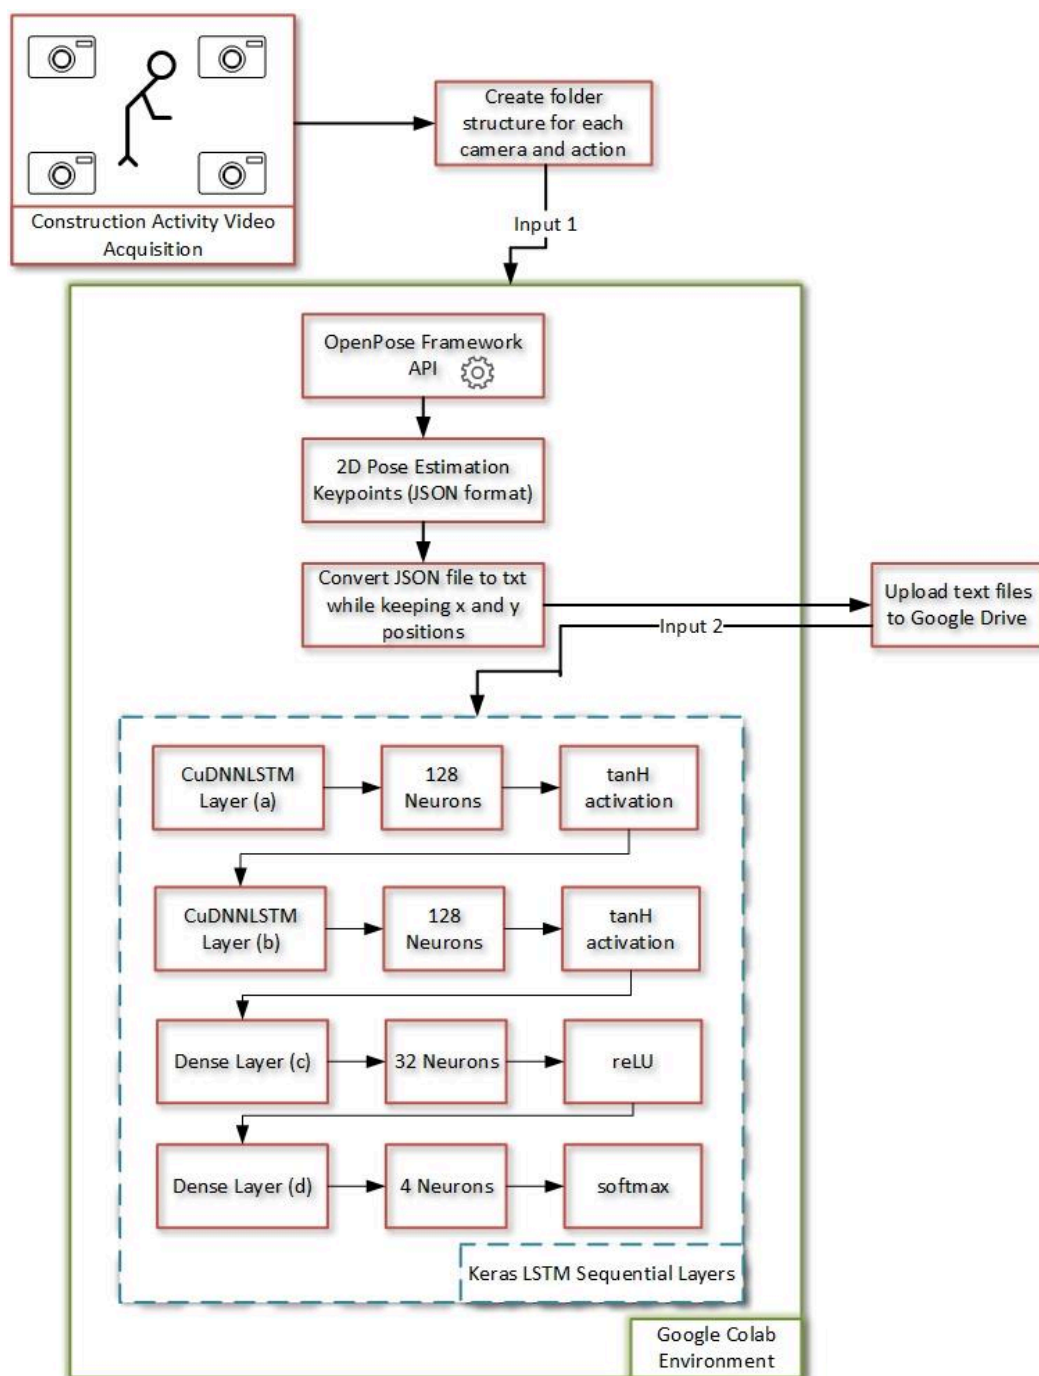 Construction Activity Video
Acquisition
Create folder
structure for each
camera and action
Input 1
OpenPose Framework
API
2D Pose Estimation
Keypoints (JSON format)
Convert JSON file to txt
while keeping x and y
positions
Upload text files
to Google Drive
Input 2
CuDNNLSTM
Layer (a)
128
Neurons
tanH
activation
CuDNNLSTM
Layer (b)
128
Neurons
tanH
activation
Dense Layer (c)
32 Neurons
reLU
Dense Layer (d)
4 Neurons
softmax
Keras LSTM Sequential Layers
Google Colab
Environment